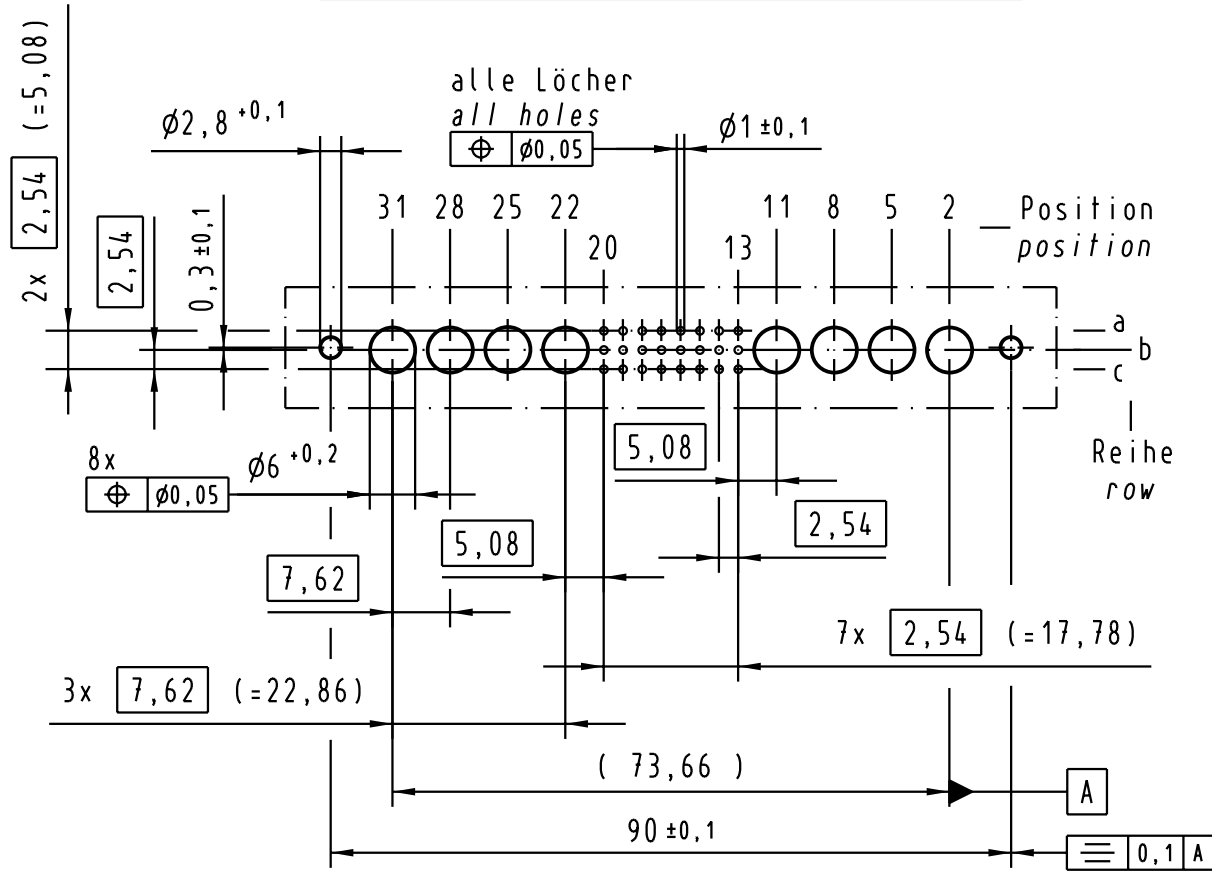 alle Löcher
all holes
⌖ Ø0,05
Ø2,8 +0,1
Ø1 ±0,1
2x 2,54 (=5,08)
2,54
0,3 ±0,1
31 28 25 22
20
13
11 8 5 2
Position
position
a
b
c
Reihe
row
8x
⌖ Ø0,05
Ø6 +0,2
5,08
2,54
5,08
7,62
7x 2,54 (=17,78)
3x 7,62 (=22,86)
( 73,66 )
A
90 ±0,1
⌯ 0,1 A